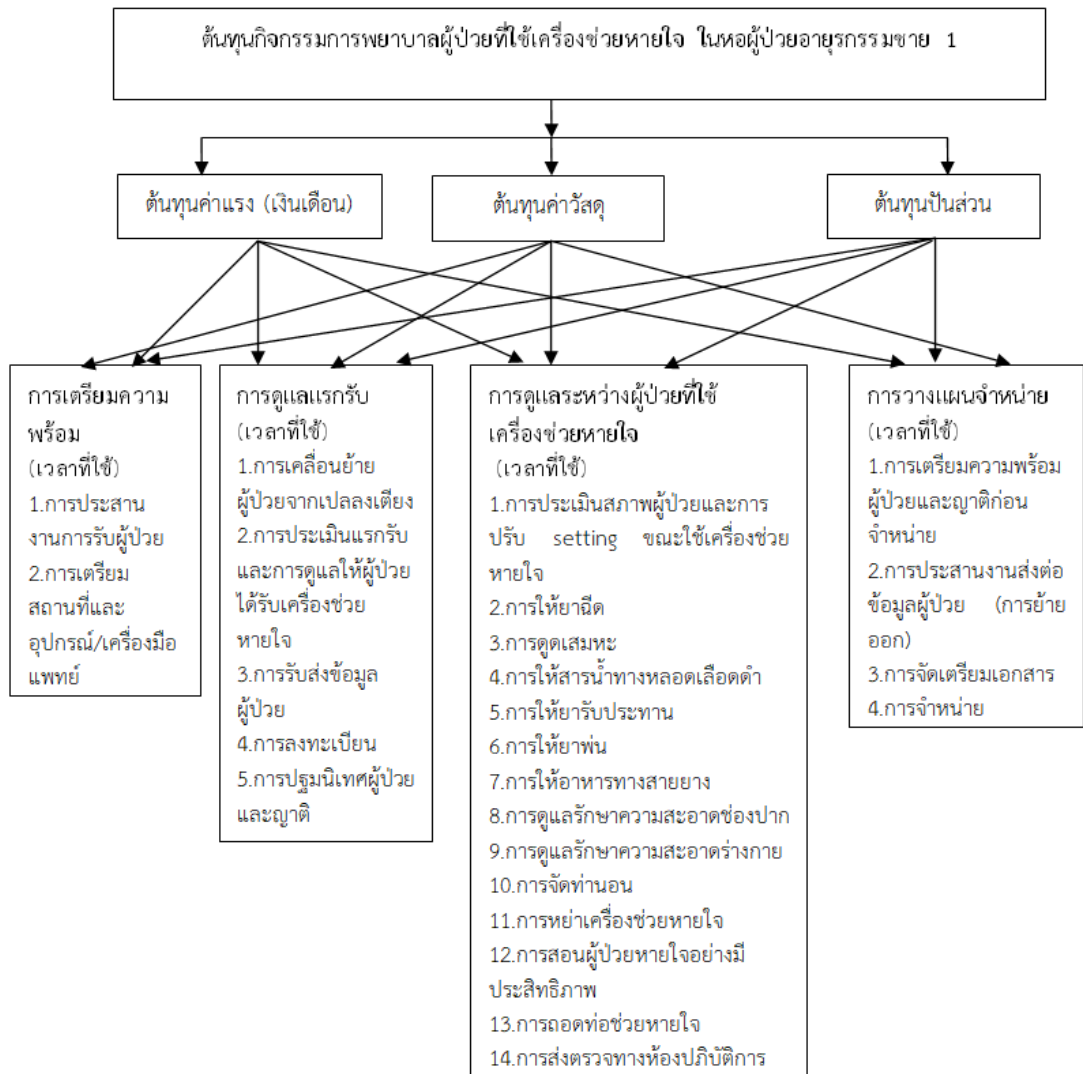 ต้นทุนกิจกรรมการพยาบาลผู้ป่วยที่ใช้เครื่องช่วยหายใจ ในหอผู้ป่วยอายุรกรรมชาย 1
ต้นทุนค่าแรง (เงินเดือน)
ต้นทุนค่าวัสดุ
ต้นทุนปันส่วน
การเตรียมความ
พร้อม
(เวลาที่ใช้)
1.การประสาน
งานการรับผู้ป่วย
2.การเตรียม
สถานที่และ
อุปกรณ์/เครื่องมือ
แพทย์
การดูแลแรกรับ
(เวลาที่ใช้)
1.การเคลื่อนย้าย
ผู้ป่วยจากเปลลงเตียง
2.การประเมินแรกรับ
และการดูแลให้ผู้ป่วย
ได้รับเครื่องช่วย
หายใจ
3.การรับส่งข้อมูล
ผู้ป่วย
4.การลงทะเบียน
5.การปฐมนิเทศผู้ป่วย
และญาติ
การดูแลระหว่างผู้ป่วยที่ใช้
เครื่องช่วยหายใจ
(เวลาที่ใช้)
1.การประเมินสภาพผู้ป่วยและการ
ปรับ setting ขณะใช้เครื่องช่วย
หายใจ
2.การให้ยาฉีด
3.การดูดเสมหะ
4.การให้สารน้ำทางหลอดเลือดดำ
5.การให้ยารับประทาน
6.การให้ยาพ่น
7.การให้อาหารทางสายยาง
8.การดูแลรักษาความสะอาดช่องปาก
9.การดูแลรักษาความสะอาดร่างกาย
10.การจัดท่านอน
11.การหย่าเครื่องช่วยหายใจ
12.การสอนผู้ป่วยหายใจอย่างมี
ประสิทธิภาพ
13.การถอดท่อช่วยหายใจ
14.การส่งตรวจทางห้องปฏิบัติการ
การวางแผนจำหน่าย
(เวลาที่ใช้)
1.การเตรียมความพร้อม
ผู้ป่วยและญาติก่อน
จำหน่าย
2.การประสานงานส่งต่อ
ข้อมูลผู้ป่วย (การย้าย
ออก)
3.การจัดเตรียมเอกสาร
4.การจำหน่าย